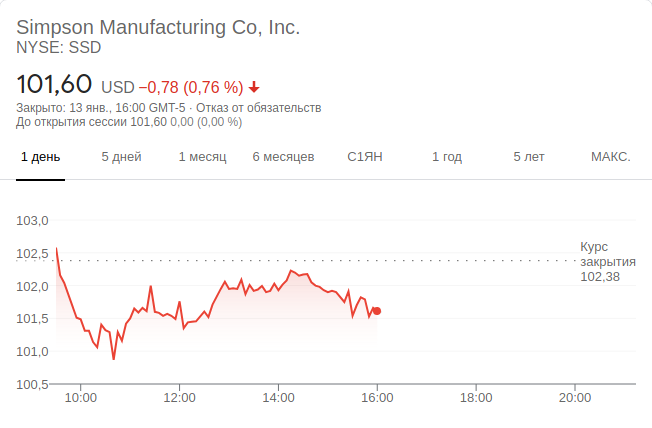 Simpson Manufacturing Co, Inc.
NYSE: SSD
101,60 USD −0,78 (0,76 %)
Закрыто: 13 янв., 16:00 GMT-5 · Отказ от обязательств
До открытия сессии 101,60 0,00 (0,00 %)
1 день 5 дней 1 месяц 6 месяцев С1ЯН 1 год 5 лет МАКС.
103,0
102,5
102,0
101,5
101,0
100,5
Курс
закрытия
102,38
10:00 12:00 14:00 16:00 18:00 20:00